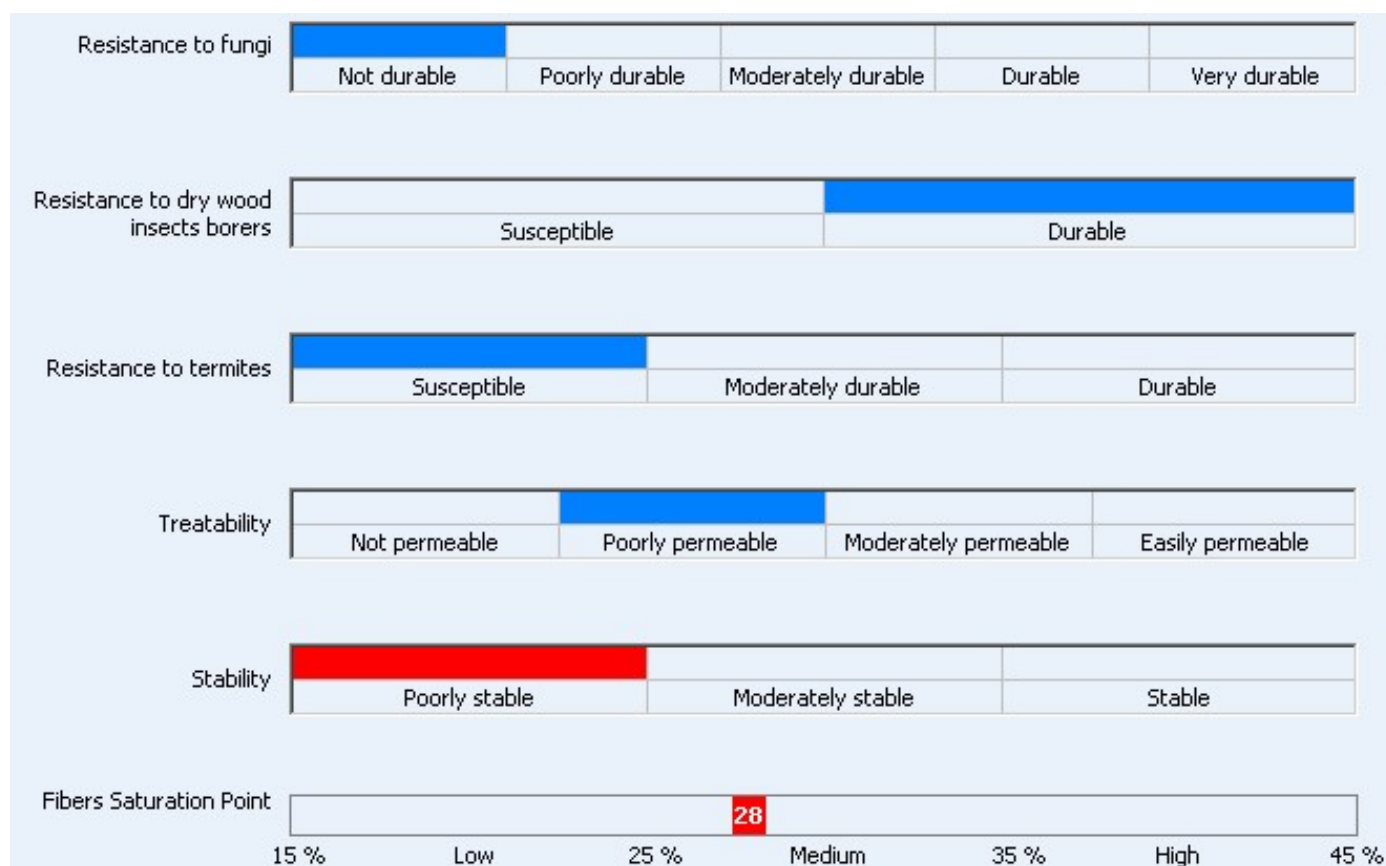 Resistance to fungi
Not durable Poorly durable Moderately durable Durable Very durable
Resistance to dry wood
insects borers
Susceptible Durable
Resistance to termites
Susceptible Moderately durable Durable
Treatability
Not permeable Poorly permeable Moderately permeable Easily permeable
Stability
Poorly stable Moderately stable Stable
Fibers Saturation Point
28
15 % Low 25 % Medium 35 % High 45 %